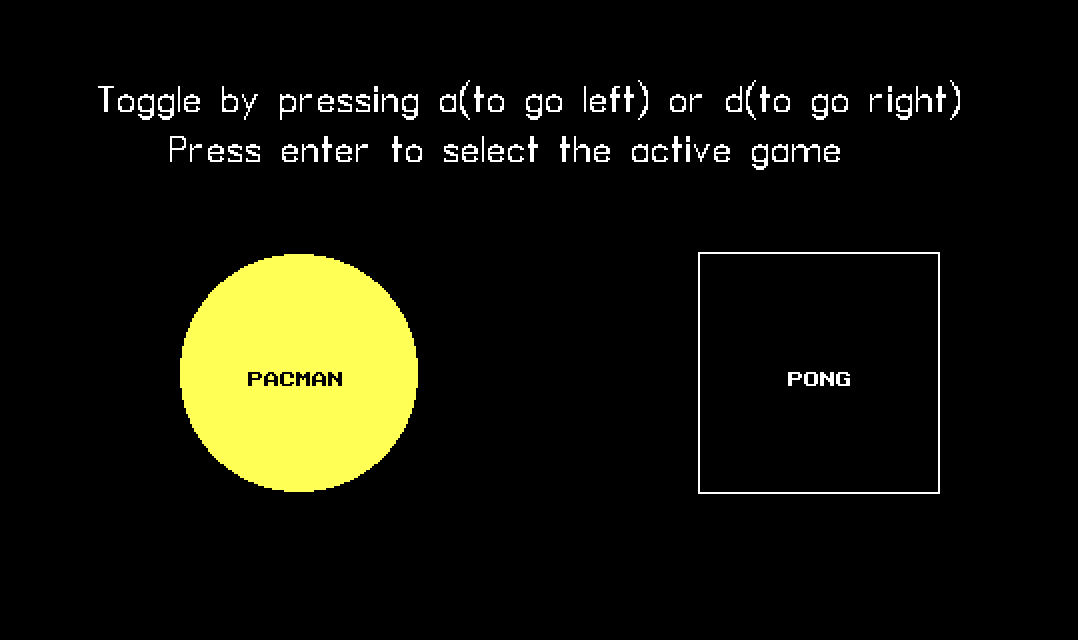 Toggle by pressing a(to go left) or d(to go right)
Press enter to select the active game
PACMAN
PONG